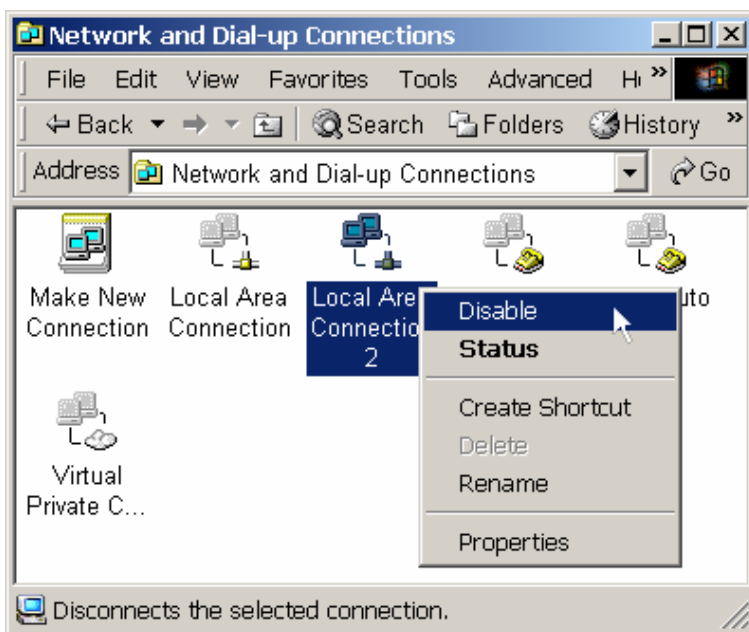 Network and Dial-up Connections
File Edit View Favorites Tools Advanced »
Back Search Folders History »
Address Network and Dial-up Connections Go
Make New
Connection
Local Area
Connection
Local Are
Connectio
2
uto
Disable
Status
Create Shortcut
Delete
Rename
Properties
Virtual
Private C...
Disconnects the selected connection.